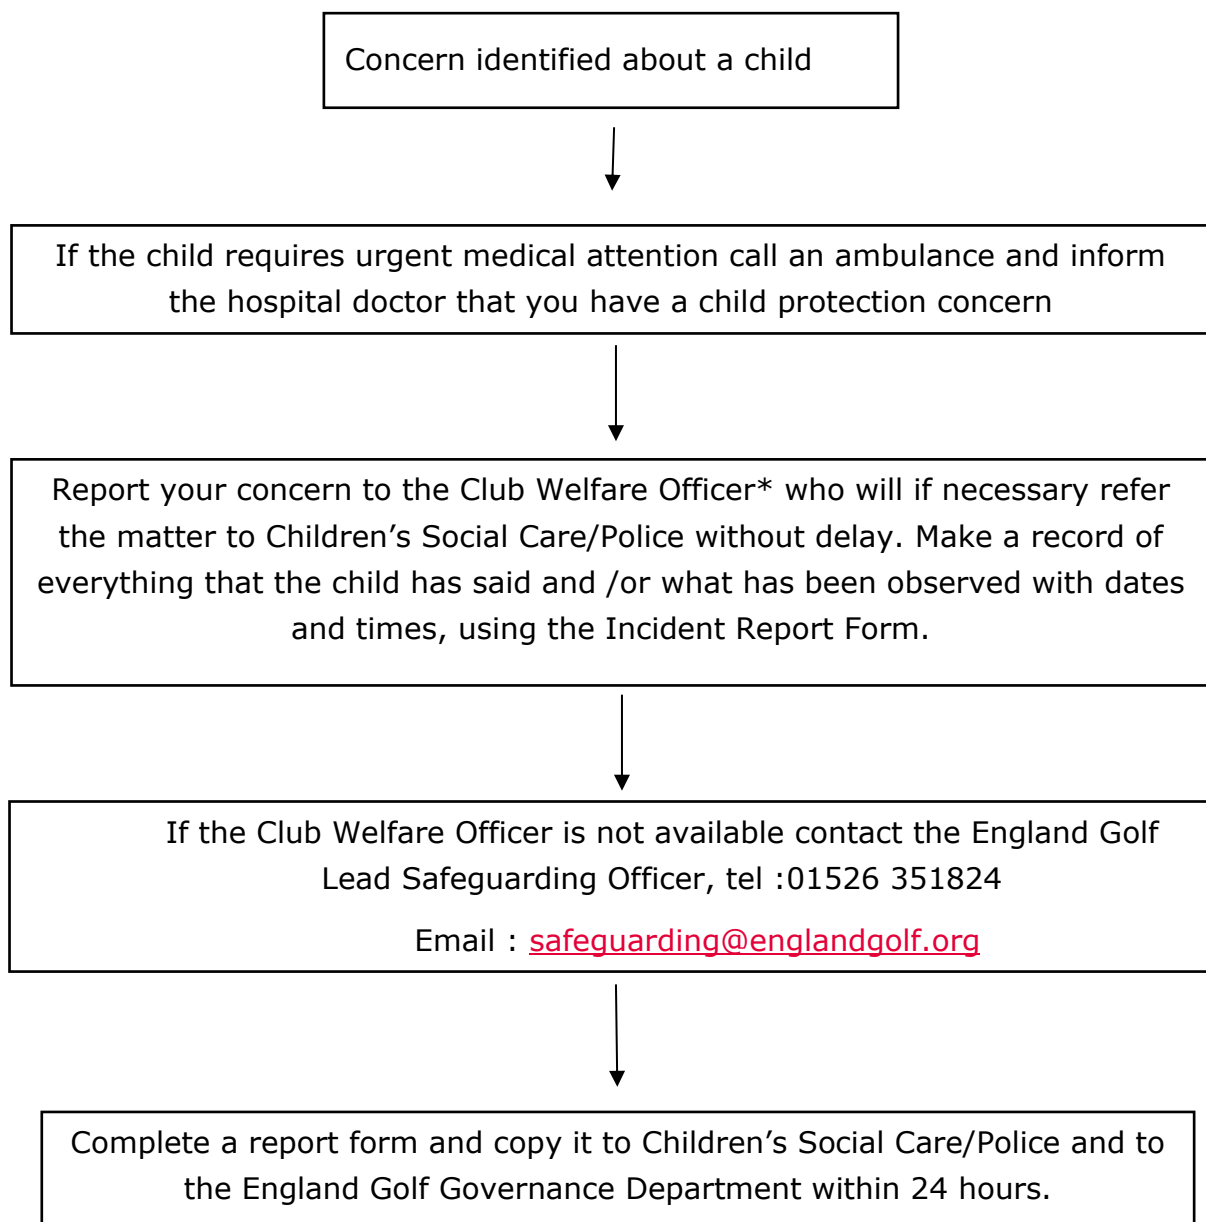 Concern identified about a child
If the child requires urgent medical attention call an ambulance and inform
the hospital doctor that you have a child protection concern
Report your concern to the Club Welfare Officer* who will if necessary refer
the matter to Children’s Social Care/Police without delay. Make a record of
everything that the child has said and /or what has been observed with dates
and times, using the Incident Report Form.
If the Club Welfare Officer is not available contact the England Golf
Lead Safeguarding Officer, tel :01526 351824
Email : safeguarding@englandgolf.org
Complete a report form and copy it to Children’s Social Care/Police and to
the England Golf Governance Department within 24 hours.